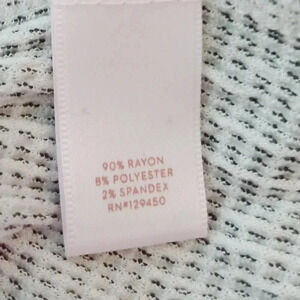 90% RAYON
8% POLYESTER
2% SPANDEX
RN#129450